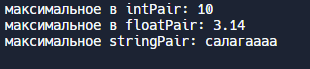 максимальное в intPair: 10
максимальное в floatPair: 3.14
максимальное stringPair: салагаааа